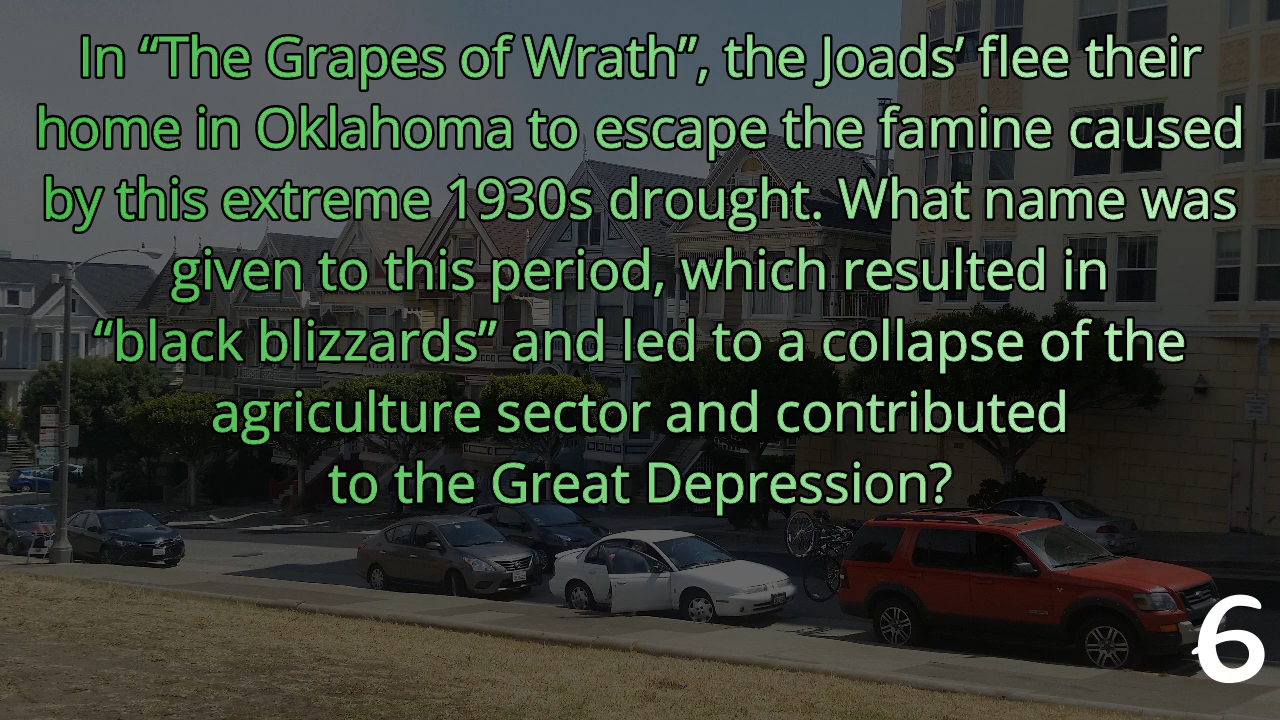 In “The Grapes of Wrath”, the Joads’ flee their
home in Oklahoma to escape the famine caused
by this extreme 1930s drought. What name was
given to this period, which resulted in
“black blizzards” and led to a collapse of the
agriculture sector and contributed
to the Great Depression?
6